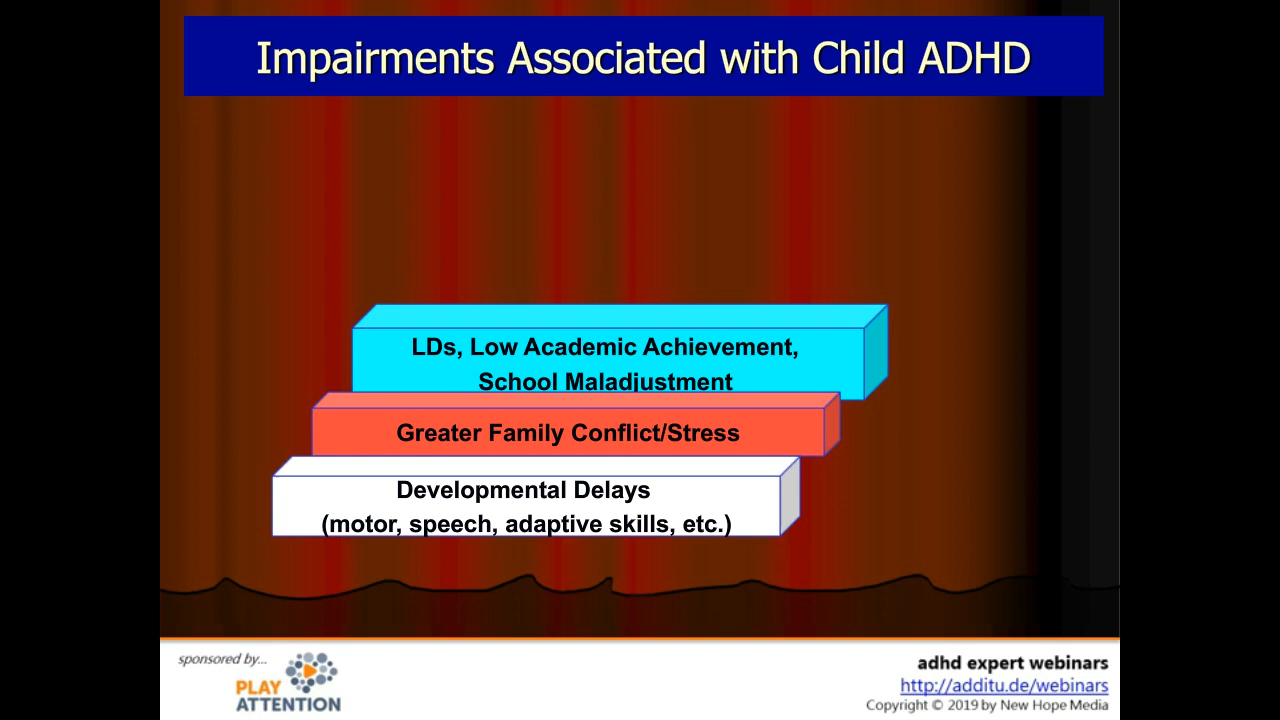 Impairments Associated with Child ADHD
LDs, Low Academic Achievement,
School Maladjustment
Greater Family Conflict/Stress
Developmental Delays
(motor, speech, adaptive skills, etc.)
sponsored by...
PLAY
ATTENTION
adhd expert webinars
http://additu.de/webinars
Copyright © 2019 by New Hope Media